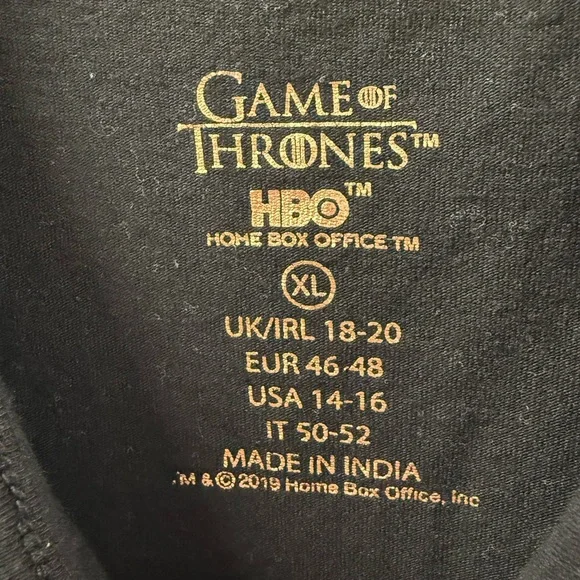 GAME OF
THRONES™
HBO™
HOME BOX OFFICE TM
XL
UK/IRL 18-20
EUR 46-48
USA 14-16
IT 50-52
MADE IN INDIA
™ & © 2019 Home Box Office, Inc